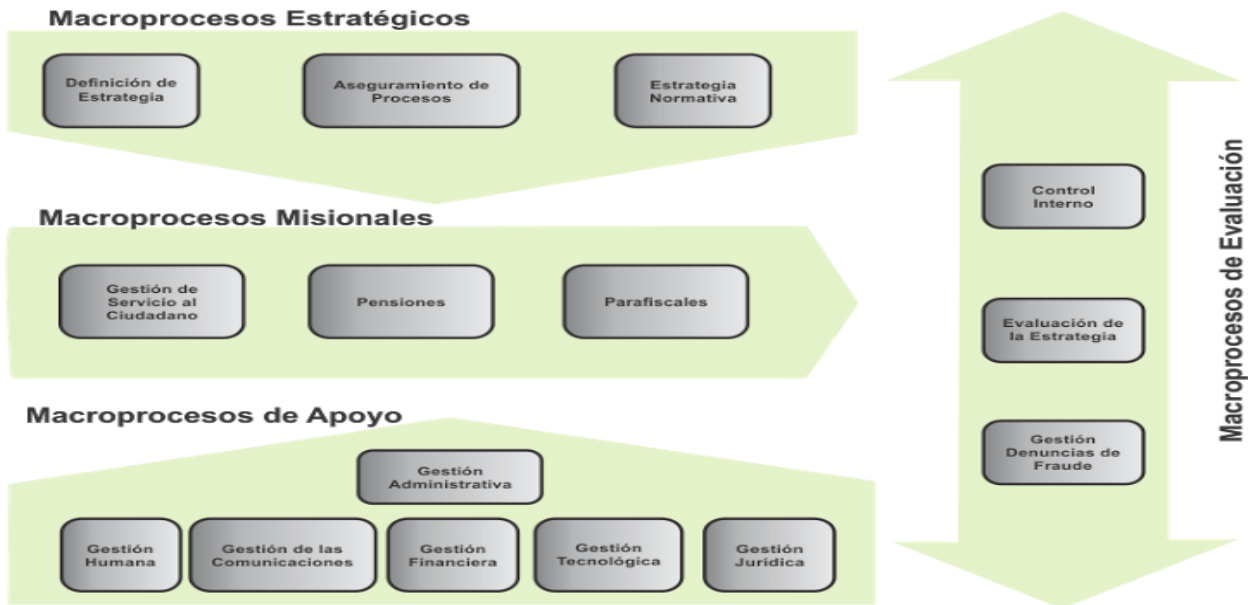 Macroprocesos Estratégicos
Definición de
Estrategia
Aseguramiento de
Procesos
Estrategia
Normativa
Macroprocesos Misionales
Gestión de
Servicio al
Ciudadano
Pensiones
Parafiscales
Macroprocesos de Apoyo
Gestión
Administrativa
Gestión
Humana
Gestión de las
Comunicaciones
Gestión
Financiera
Gestión
Tecnológica
Gestión
Jurídica
Macroprocesos de Evaluación
Control
Interno
Evaluación de
la Estrategia
Gestión
Denuncias de
Fraude